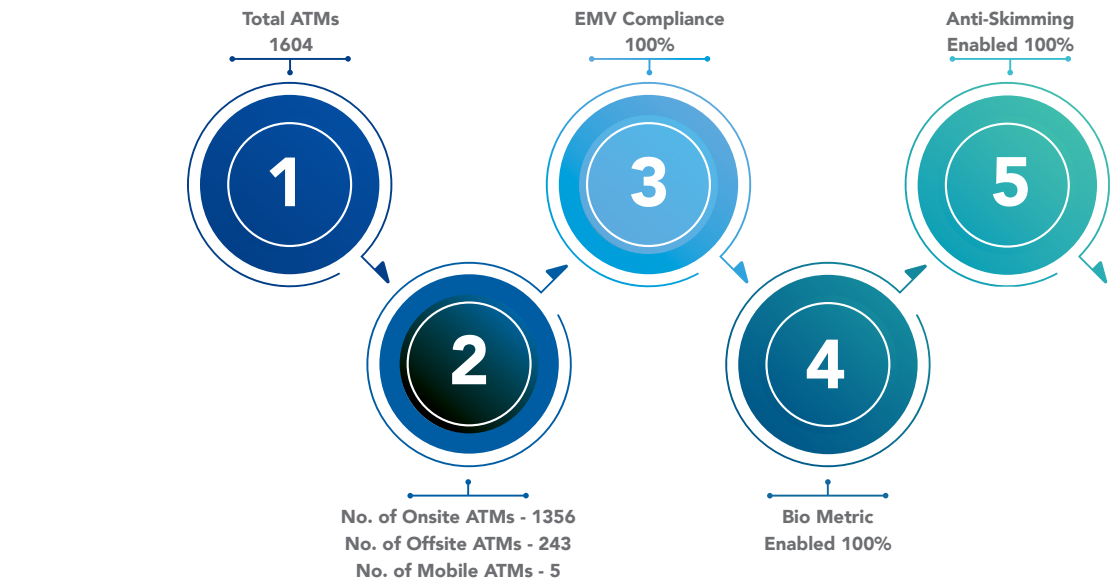 Total ATMs
1604
1
No. of Onsite ATMs - 1356
No. of Offsite ATMs - 243
No. of Mobile ATMs - 5
2
EMV Compliance
100%
3
Bio Metric
Enabled 100%
4
Anti-Skimming
Enabled 100%
5